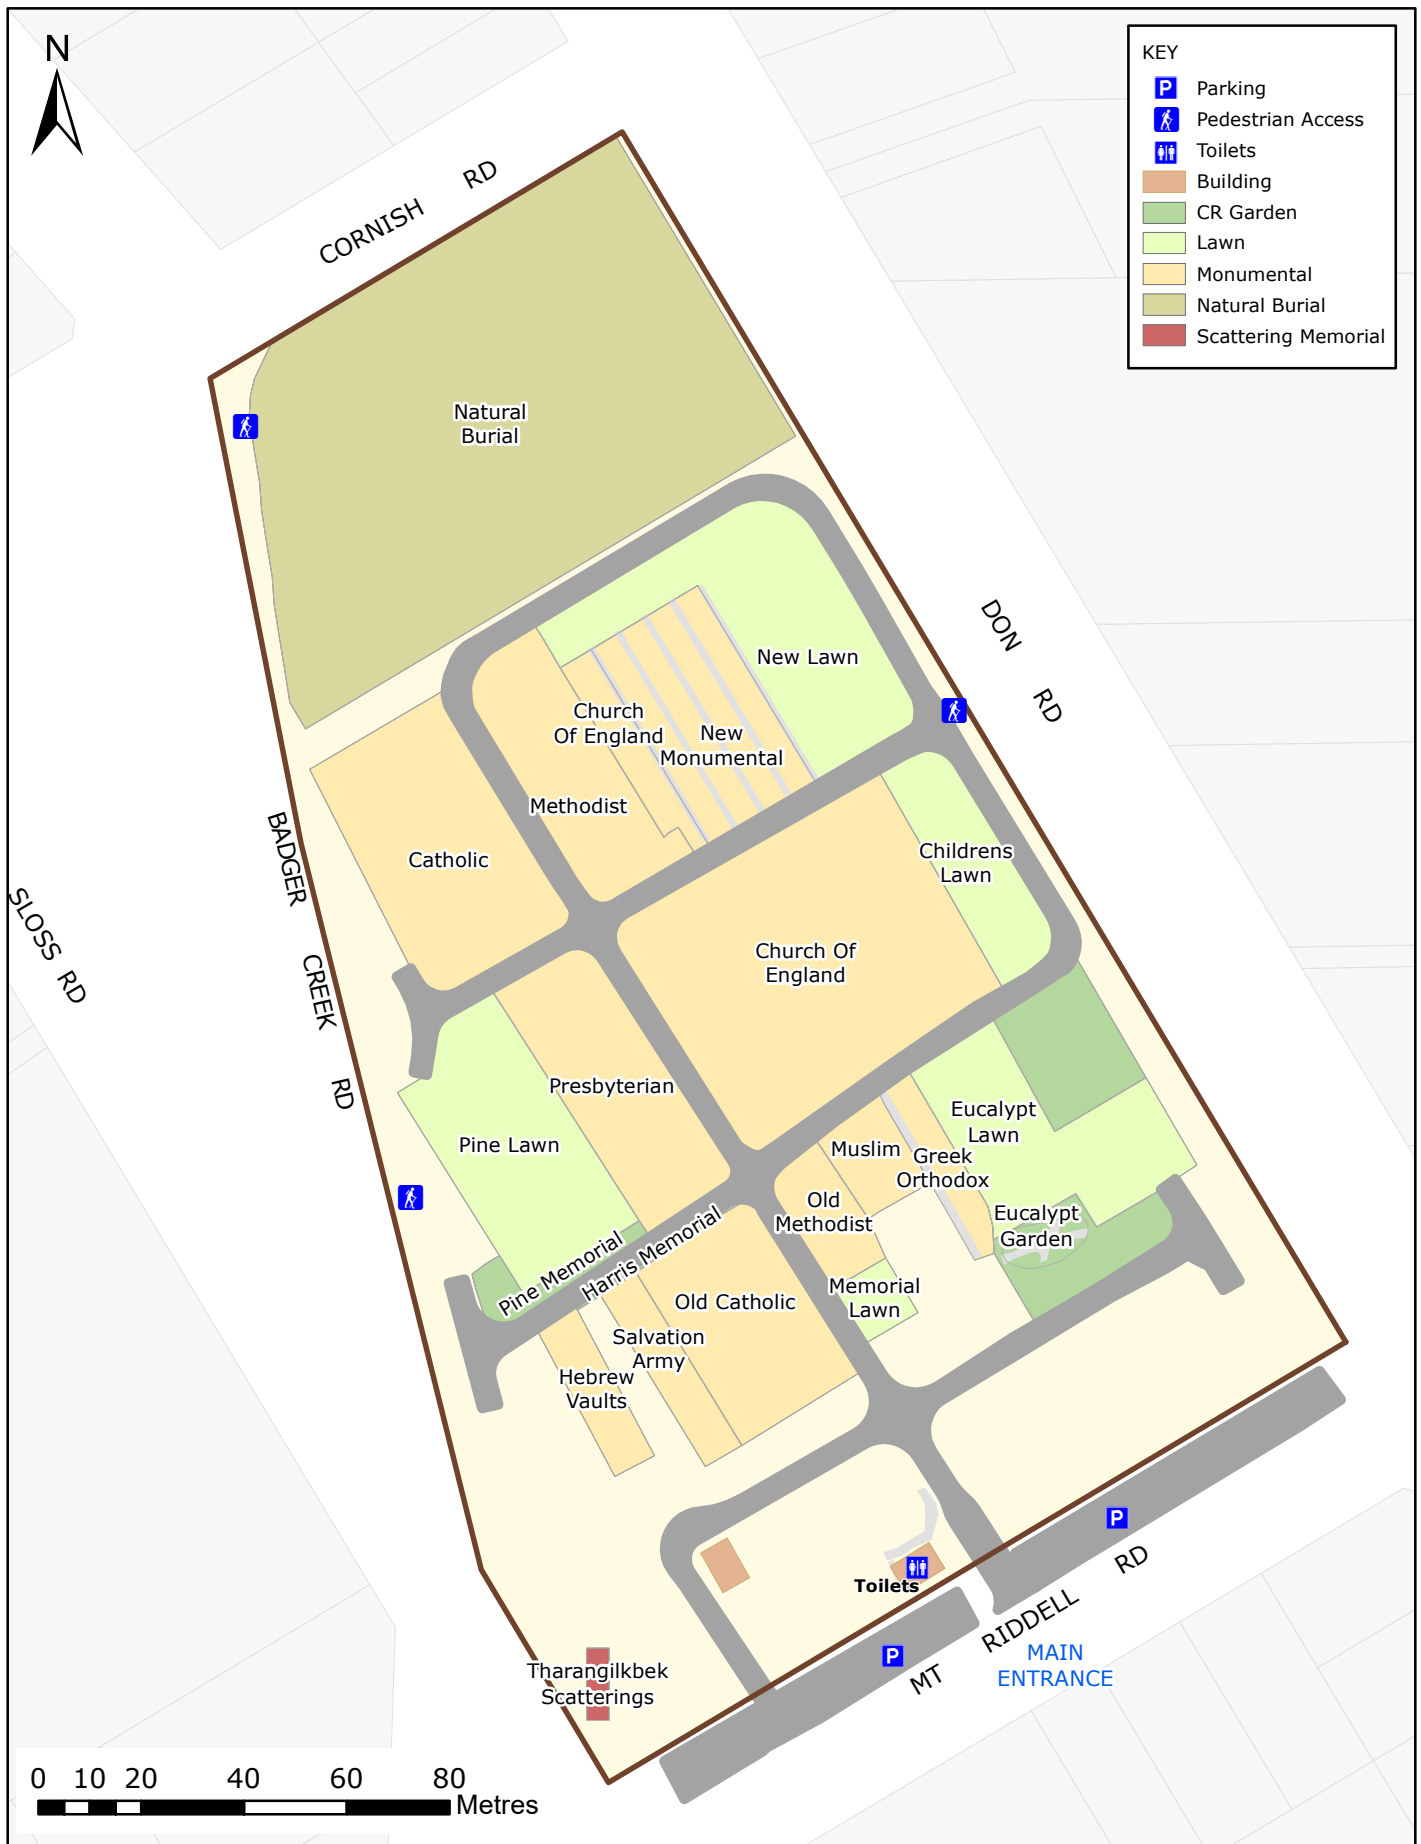 N
KEY
P
Parking
Pedestrian Access
Toilets
Building
CR Garden
Lawn
Monumental
Natural Burial
Scattering Memorial
CORNISH RD
Natural
Burial
DON RD
New Lawn
Church
Of England
New
Monumental
Methodist
Catholic
Childrens
Lawn
BADGER CREEK RD
SLOSS RD
Church Of
England
Presbyterian
Pine Lawn
Eucalypt
Lawn
Muslim
Greek
Orthodox
Old
Methodist
Eucalypt
Garden
Pine Memorial
Harris Memorial
Memorial
Lawn
Old Catholic
Salvation
Army
Hebrew
Vaults
P
Toilets
P
MT RIDDELL RD
MAIN
ENTRANCE
Tharangilkbek
Scatterings
0 10 20 40 60 80
Metres